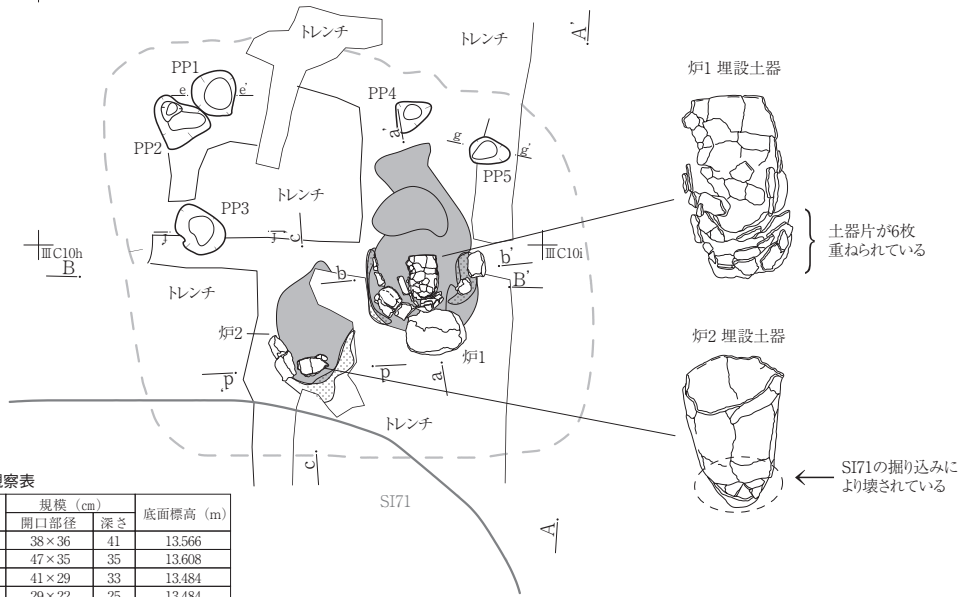 トレンチ
トレンチ
A'
PP1
e
e'
PP2
PP4
a'
g
g'
PP5
トレンチ
PP3
f
f'
c'
ⅢC10h
B
ⅢC10i
b
b'
B'
トレンチ
炉2
炉1
p
p
a
トレンチ
c
SI71
A
炉1 埋設土器
土器片が6枚
重ねられている
炉2 埋設土器
SI71の掘り込みに
より壊されている
観察表
規模 (cm) 底面標高 (m)
開口部径 深さ
38×36 41 13.566
47×35 35 13.608
41×29 33 13.484
29×22 25 13.484